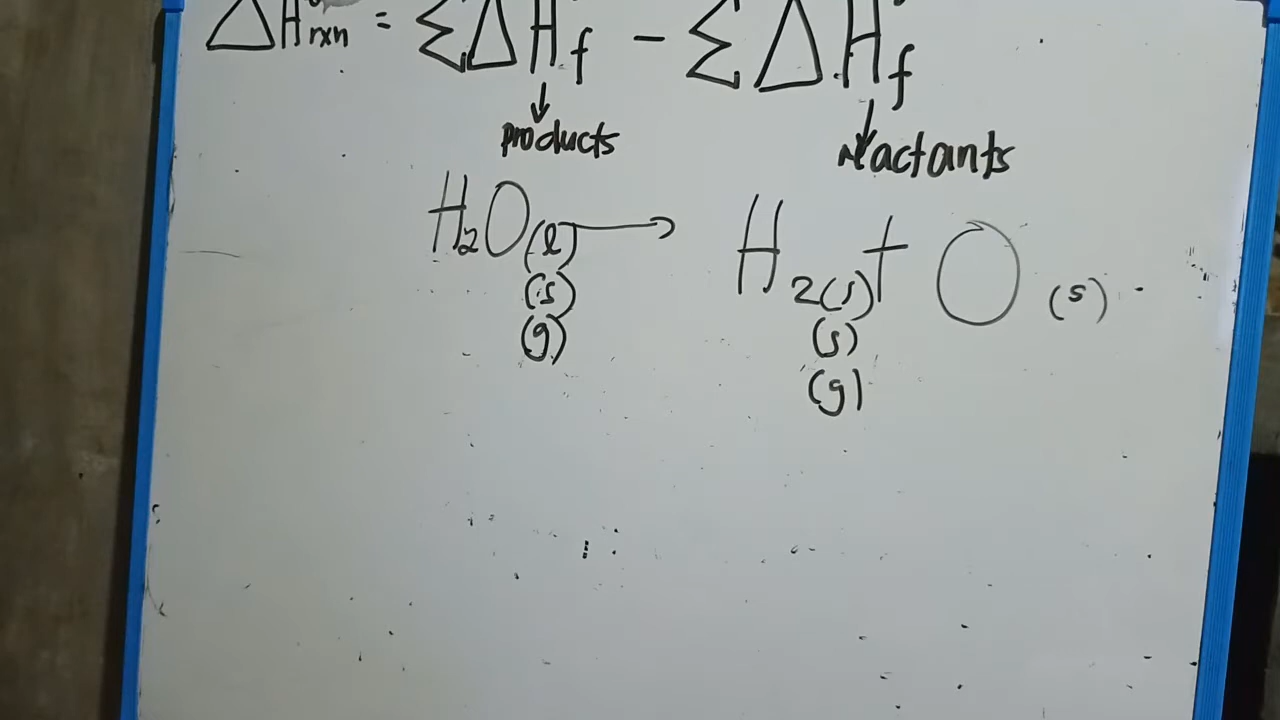 ΔH°rxn = ΣΔH°f - ΣΔH°f
↓ ↓
products reactants
H₂O(l) → H₂(s) + O (s)
(s) (s)
(g) (g)